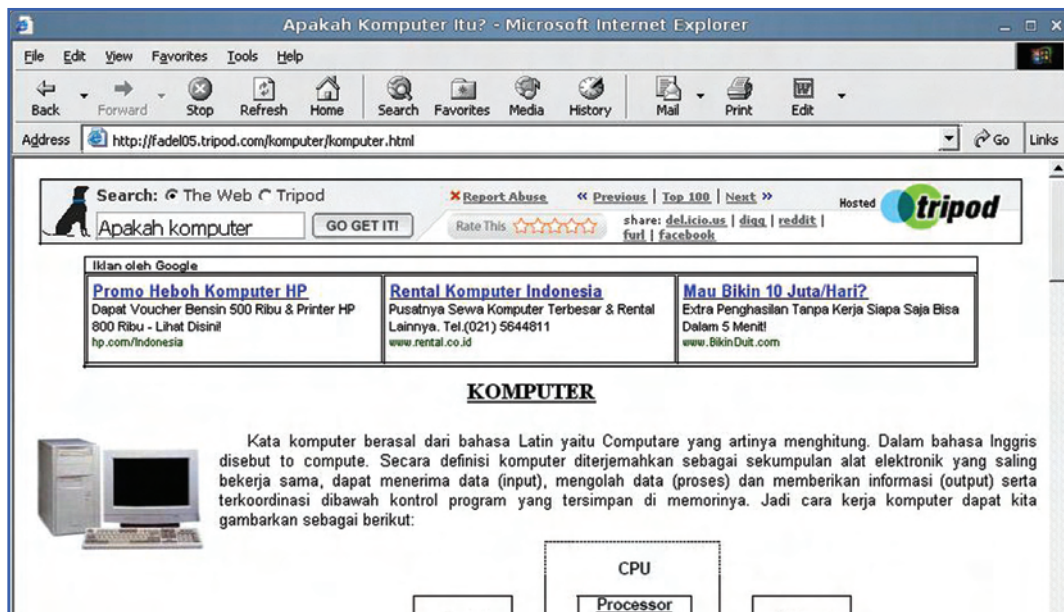 Apakah Komputer Itu? - Microsoft Internet Explorer
File Edit View Favorites Tools Help
Back Forward Stop Refresh Home Search Favorites Media History Mail Print Edit
Address http://fadel05.tripod.com/komputer/komputer.html Go Links
Search: The Web Tripod
Apakah komputer GO GET IT!
Report Abuse « Previous | Top 100 | Next »
Rate This share: del.icio.us | digg | reddit |
furl | facebook
Hosted tripod
Iklan oleh Google
Promo Heboh Komputer HP
Dapat Voucher Bensin 500 Ribu & Printer HP
800 Ribu - Lihat Disini!
hp.com/Indonesia
Rental Komputer Indonesia
Pusatnya Sewa Komputer Terbesar & Rental
Lainnya. Tel.(021) 5644811
www.rental.co.id
Mau Bikin 10 Juta/Hari?
Extra Penghasilan Tanpa Kerja Siapa Saja Bisa
Dalam 5 Menit!
www.BikinDuit.com
KOMPUTER
Kata komputer berasal dari bahasa Latin yaitu Computare yang artinya menghitung. Dalam bahasa Inggris
disebut to compute. Secara definisi komputer diterjemahkan sebagai sekumpulan alat elektronik yang saling
bekerja sama, dapat menerima data (input), mengolah data (proses) dan memberikan informasi (output) serta
terkoordinasi dibawah kontrol program yang tersimpan di memorinya. Jadi cara kerja komputer dapat kita
gambarkan sebagai berikut:
CPU
Processor